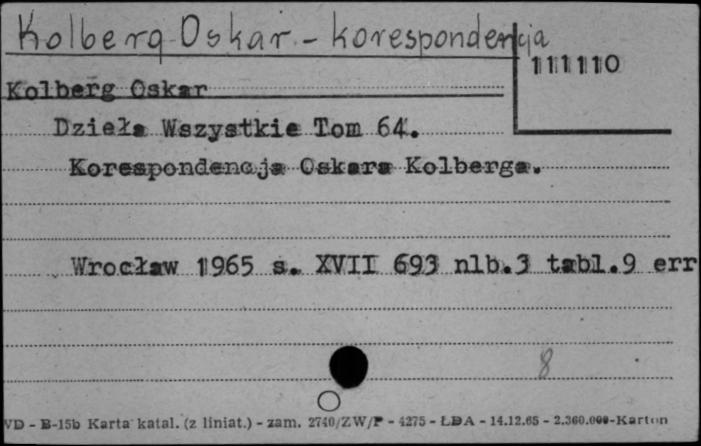 Kolberg Oskar - korespondencja
111110
Kolberg Oskar
Dzieła Wszystkie Tom 64.
Korespondencja Oskara Kolberga.
Wrocław 1965 s. XVII 693 nlb.3 tabl.9 err
8
VD - B-15b Karta katal. (z liniat.) - zam. 2740/ZW/P - 4275 - ŁDA - 14.12.65 - 2.360.000-Karton